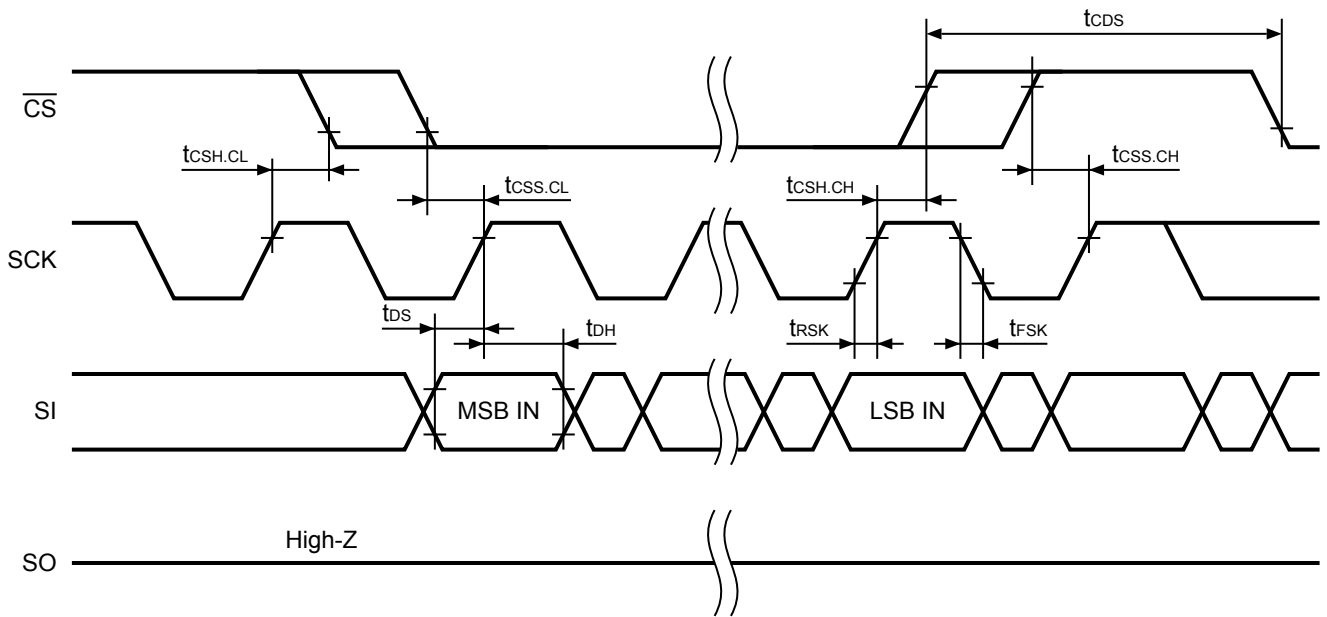 tCDS
CS
tCSH.CL
tCSS.CL
tCSH.CH
tCSS.CH
SCK
tDS
tDH
tRSK
tFSK
SI
MSB IN
LSB IN
High-Z
SO